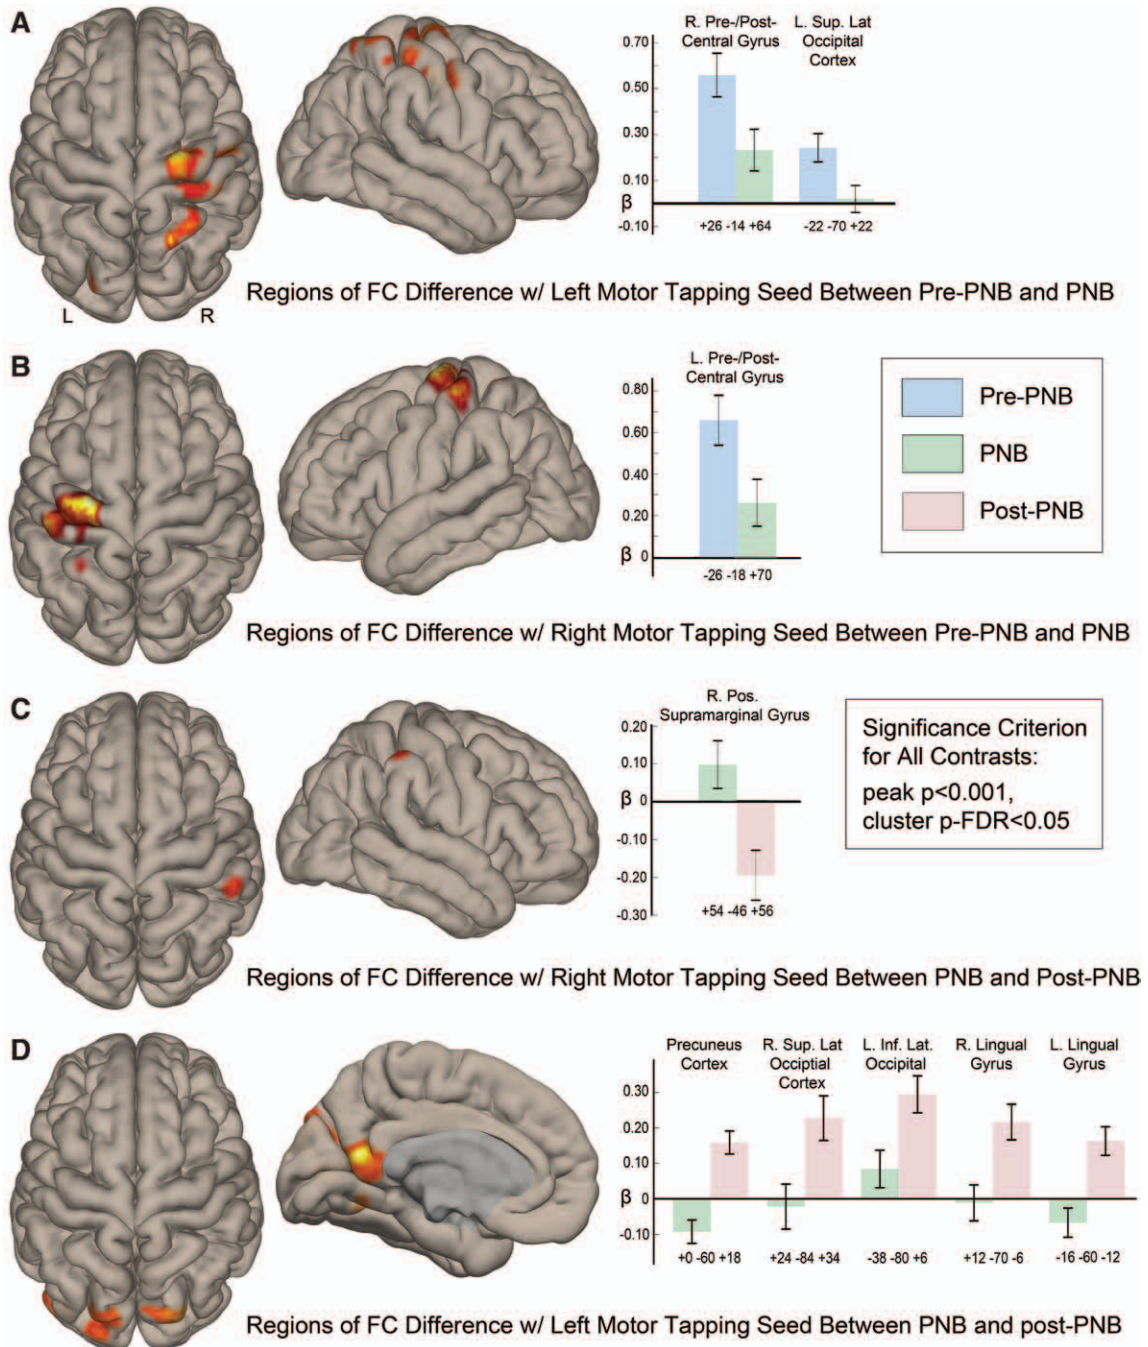 A
R. Pre-/Post-
Central Gyrus
L. Sup. Lat
Occipital
Cortex
0.70
0.50
0.30
0.10
β
-0.10
+26 -14 +64
-22 -70 +22
L
R
Regions of FC Difference w/ Left Motor Tapping Seed Between Pre-PNB and PNB
B
L. Pre-/Post-
Central Gyrus
0.80
0.60
0.40
0.20
β 0
-26 -18 +70
Pre-PNB
PNB
Post-PNB
Regions of FC Difference w/ Right Motor Tapping Seed Between Pre-PNB and PNB
C
R. Pos.
Supramarginal Gyrus
0.20
0.10
β 0
-0.10
-0.20
-0.30
+54 -46 +56
Significance Criterion
for All Contrasts:
peak p<0.001,
cluster p-FDR<0.05
Regions of FC Difference w/ Right Motor Tapping Seed Between PNB and Post-PNB
D
Precuneus
Cortex
R. Sup. Lat
Occiptial
Cortex
L. Inf. Lat.
Occipital
R. Lingual
Gyrus
L. Lingual
Gyrus
0.30
0.20
0.10
β 0
-0.10
+0 -60 +18
+24 -84 +34
-38 -80 +6
+12 -70 -6
-16 -60 -12
Regions of FC Difference w/ Left Motor Tapping Seed Between PNB and post-PNB